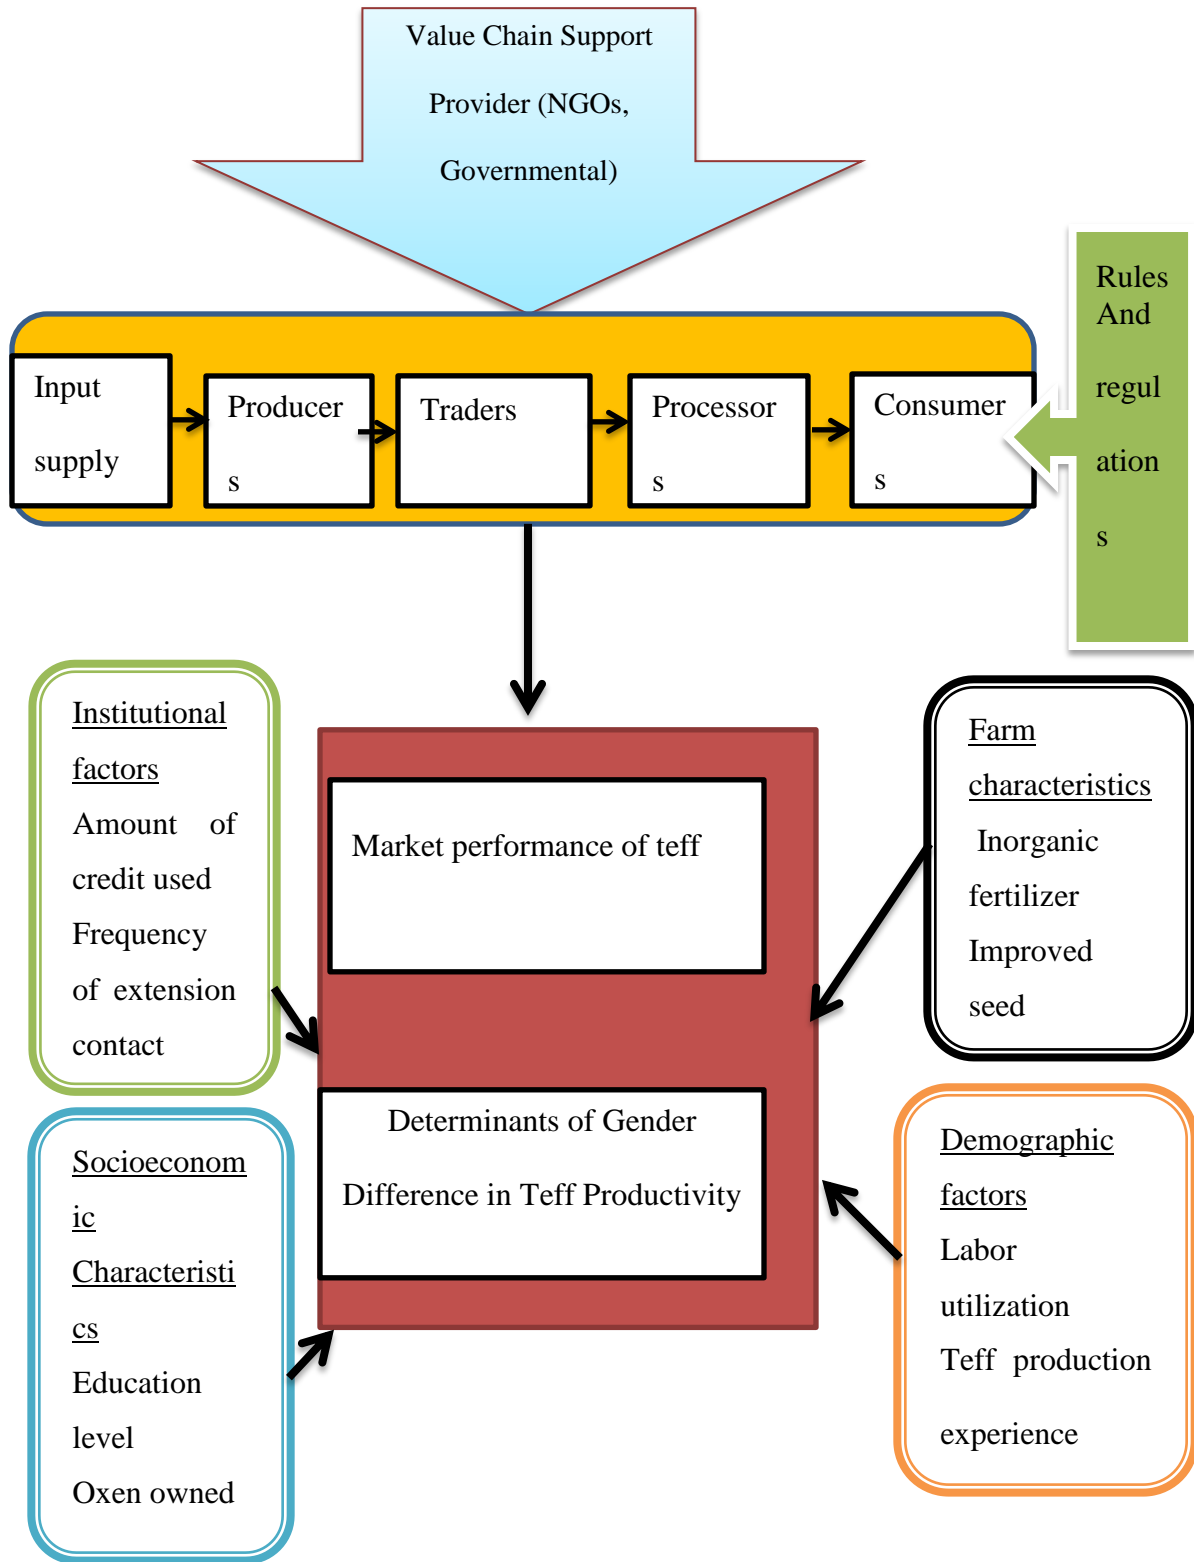 Value Chain Support
Provider (NGOs,
Governmental)
Rules
And
regul
ation
s
Input
supply
Producer
s
Traders
Processor
s
Consumer
s
Institutional
factors
Amount of
credit used
Frequency
of extension
contact
Market performance of teff
Farm
characteristics
Inorganic
fertilizer
Improved
seed
Determinants of Gender
Difference in Teff Productivity
Socioeconom
ic
Characteristi
cs
Education
level
Oxen owned
Demographic
factors
Labor
utilization
Teff production
experience